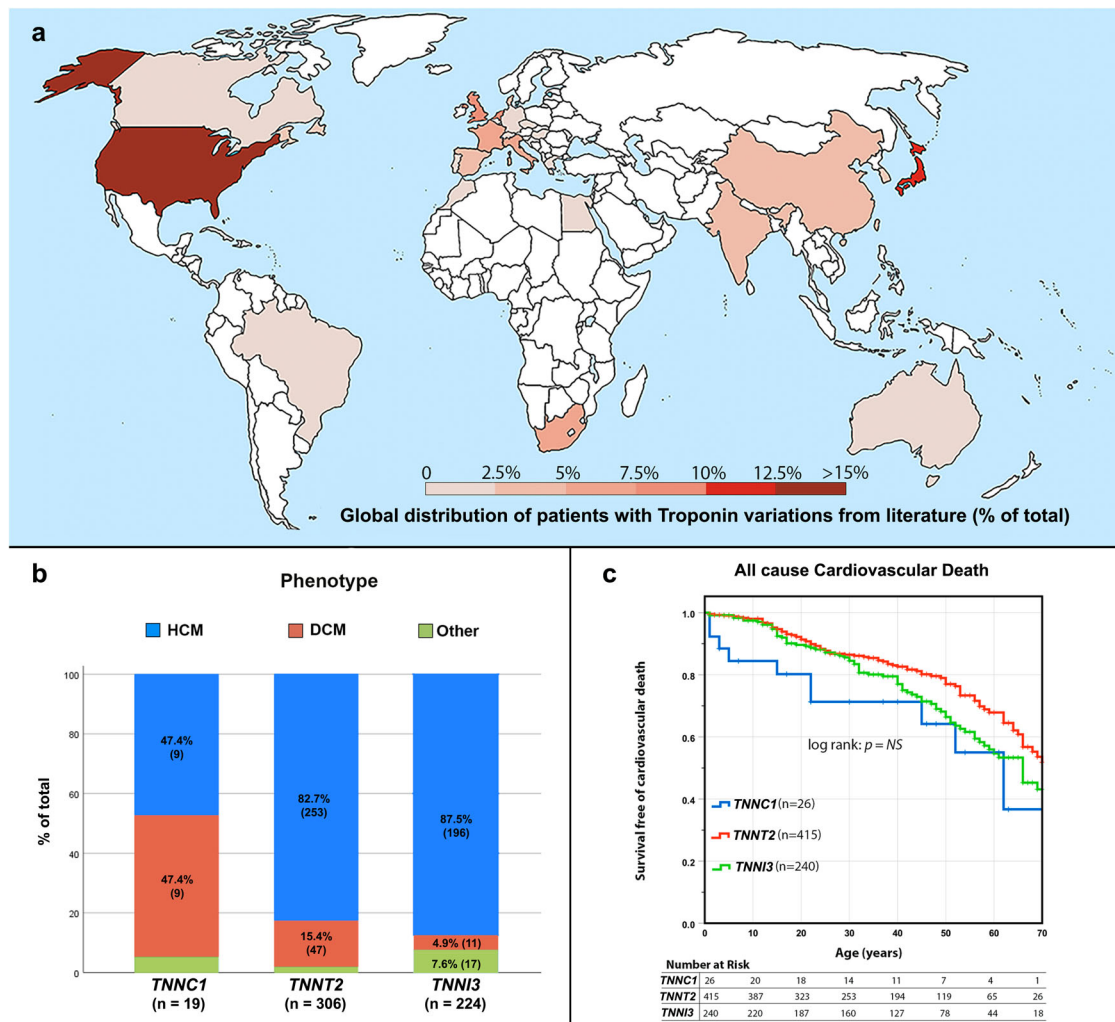 a
0 2.5% 5% 7.5% 10% 12.5% >15%
Global distribution of patients with Troponin variations from literature (% of total)
b
Phenotype
HCM DCM Other
% of total
100
80
60
40
20
0
47.4%
(9)
47.4%
(9)
82.7%
(253)
15.4%
(47)
87.5%
(196)
4.9% (11)
7.6% (17)
TNNC1 TNNT2 TNNI3
(n = 19) (n = 306) (n = 224)
c
All cause Cardiovascular Death
Survival free of cardiovascular death
1.0
0.8
0.6
0.4
0.2
0.0
log rank: p = NS
TNNC1 (n=26)
TNNT2 (n=415)
TNNI3 (n=240)
0 10 20 30 40 50 60 70
Age (years)
Number at Risk
TNNC1 26 20 18 14 11 7 4 1
TNNT2 415 387 323 253 194 119 65 26
TNNI3 240 220 187 160 127 78 44 18